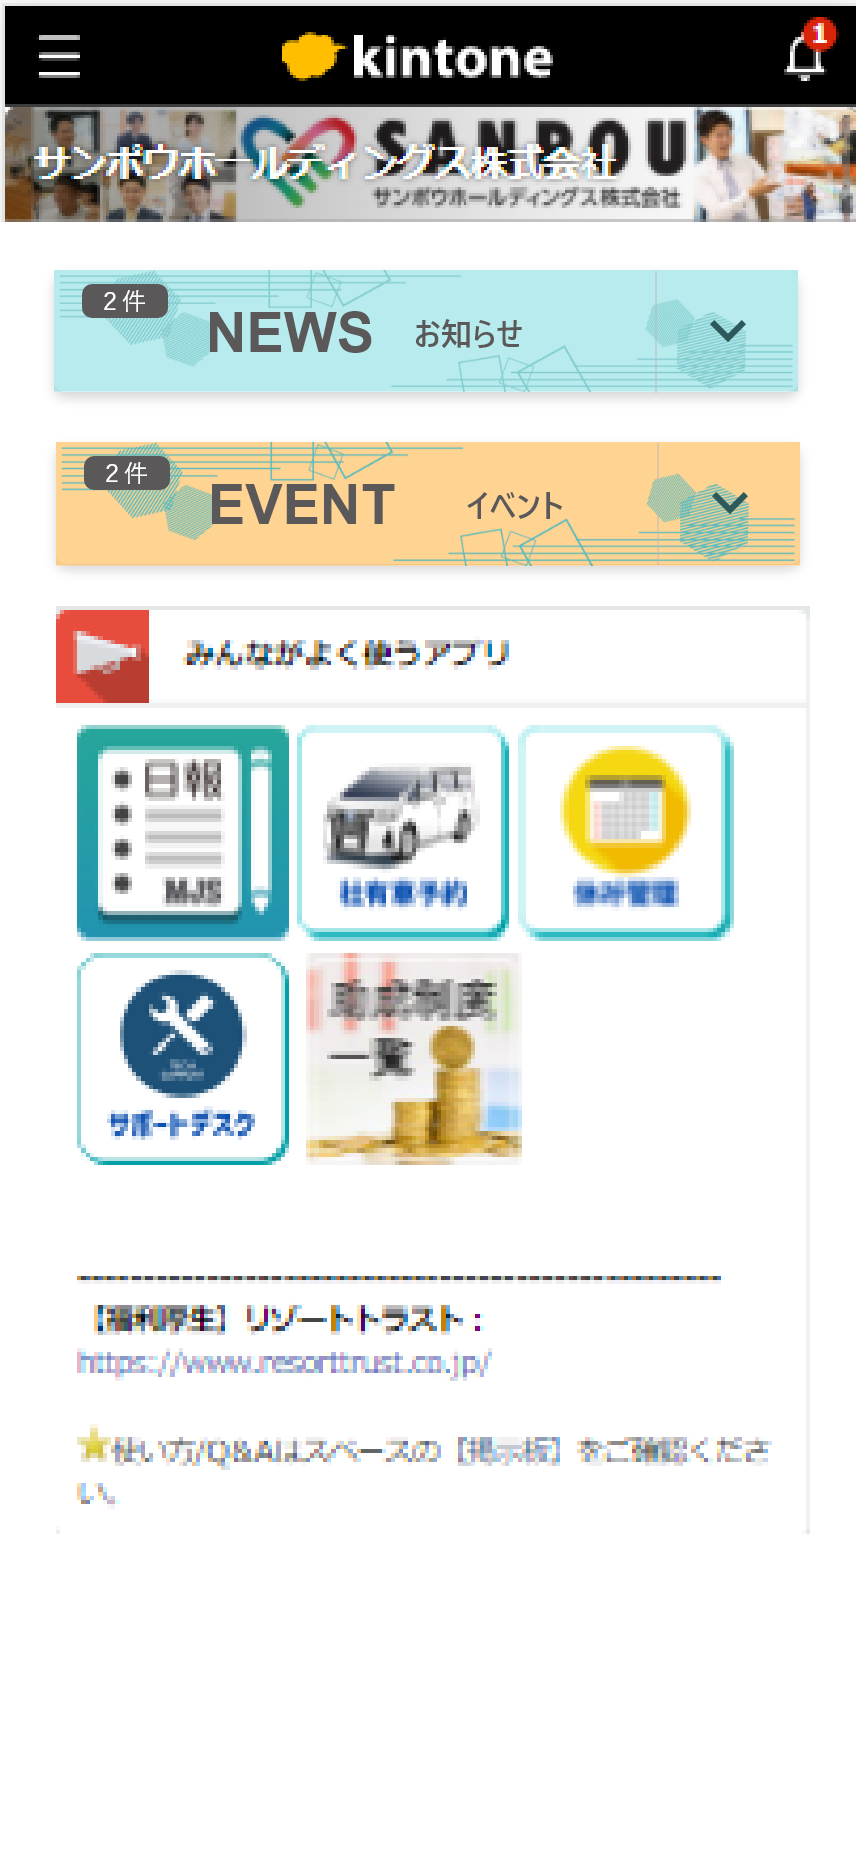 kintone
1
SANPOU
サンポウホールディングス株式会社
サンポウホールディングス株式会社
2件
NEWS お知らせ
2件
EVENT イベント
みんながよく使うアプリ
日報
MJS
社有車予約
休所管理
サポートデスク
助成制度
一覧
【福利厚生】リゾートトラスト：
https://www.resorttrust.co.jp/
使い方/Q&Aはスペースの【掲示板】をご確認くださ
い。